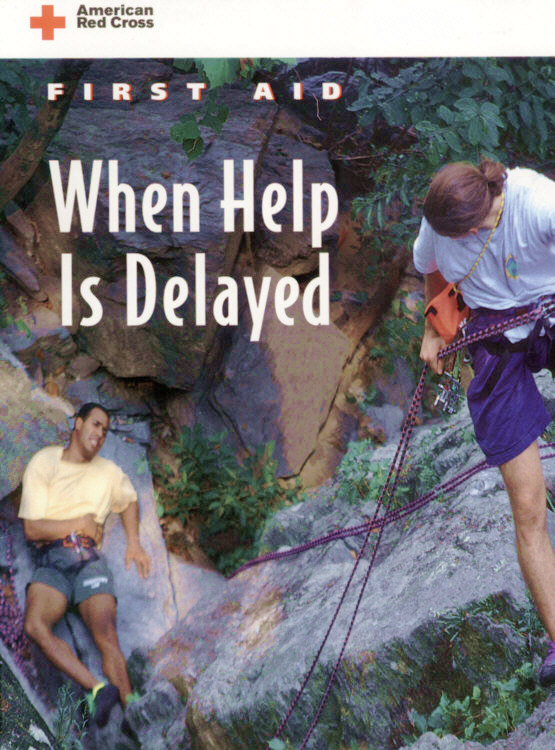 American
Red Cross
FIRST AID
When Help
Is Delayed